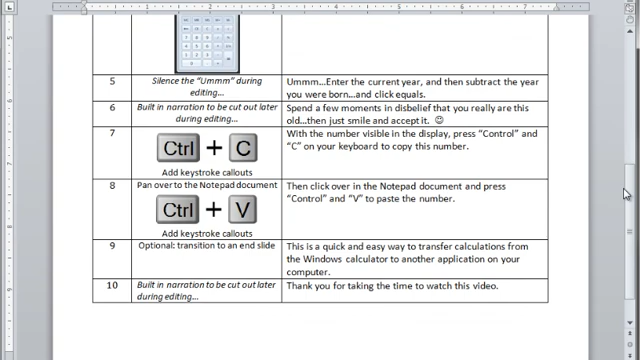 5
Silence the “Ummm” during
editing…
Ummm…Enter the current year, and then subtract the year
you were born…and click equals.
6
Built in narration to be cut out later
during editing…
Spend a few moments in disbelief that you really are this
old…then just smile and accept it. ☺
7
Ctrl + C
Add keystroke callouts
With the number visible in the display, press “Control” and
“C” on your keyboard to copy this number.
8
Pan over to the Notepad document
Ctrl + V
Add keystroke callouts
Then click over in the Notepad document and press
“Control” and “V” to paste the number.
9
Optional: transition to an end slide
This is a quick and easy way to transfer calculations from
the Windows calculator to another application on your
computer.
10
Built in narration to be cut out later
during editing…
Thank you for taking the time to watch this video.